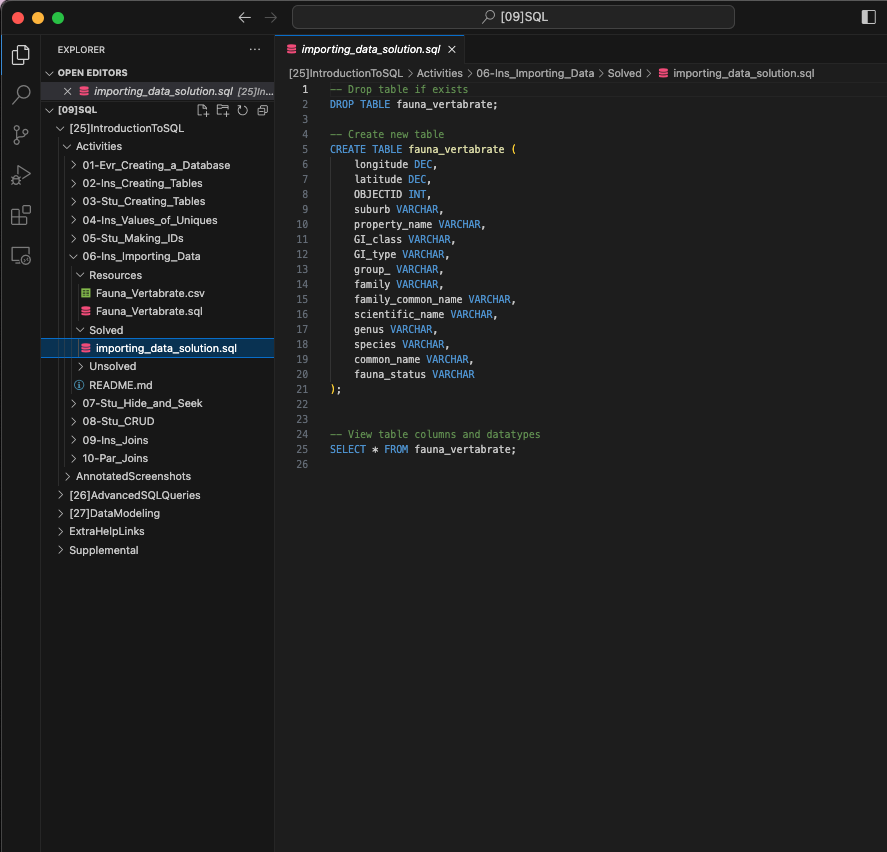 [09]SQL
EXPLORER
OPEN EDITORS
importing_data_solution.sql [25]In...
[09]SQL
[25]IntroductionToSQL
Activities
01-Evr_Creating_a_Database
02-Ins_Creating_Tables
03-Stu_Creating_Tables
04-Ins_Values_of_Uniques
05-Stu_Making_IDs
06-Ins_Importing_Data
Resources
Fauna_Vertabrate.csv
Fauna_Vertabrate.sql
Solved
importing_data_solution.sql
Unsolved
README.md
07-Stu_Hide_and_Seek
08-Stu_CRUD
09-Ins_Joins
10-Par_Joins
AnnotatedScreenshots
[26]AdvancedSQLQueries
[27]DataModeling
ExtraHelpLinks
Supplemental
importing_data_solution.sql
[25]IntroductionToSQL > Activities > 06-Ins_Importing_Data > Solved > importing_data_solution.sql
1 -- Drop table if exists
2 DROP TABLE fauna_vertabrate;
3
4 -- Create new table
5 CREATE TABLE fauna_vertabrate (
6 longitude DEC,
7 latitude DEC,
8 OBJECTID INT,
9 suburb VARCHAR,
10 property_name VARCHAR,
11 GI_class VARCHAR,
12 GI_type VARCHAR,
13 group_ VARCHAR,
14 family VARCHAR,
15 family_common_name VARCHAR,
16 scientific_name VARCHAR,
17 genus VARCHAR,
18 species VARCHAR,
19 common_name VARCHAR,
20 fauna_status VARCHAR
21 );
22
23
24 -- View table columns and datatypes
25 SELECT * FROM fauna_vertabrate;
26